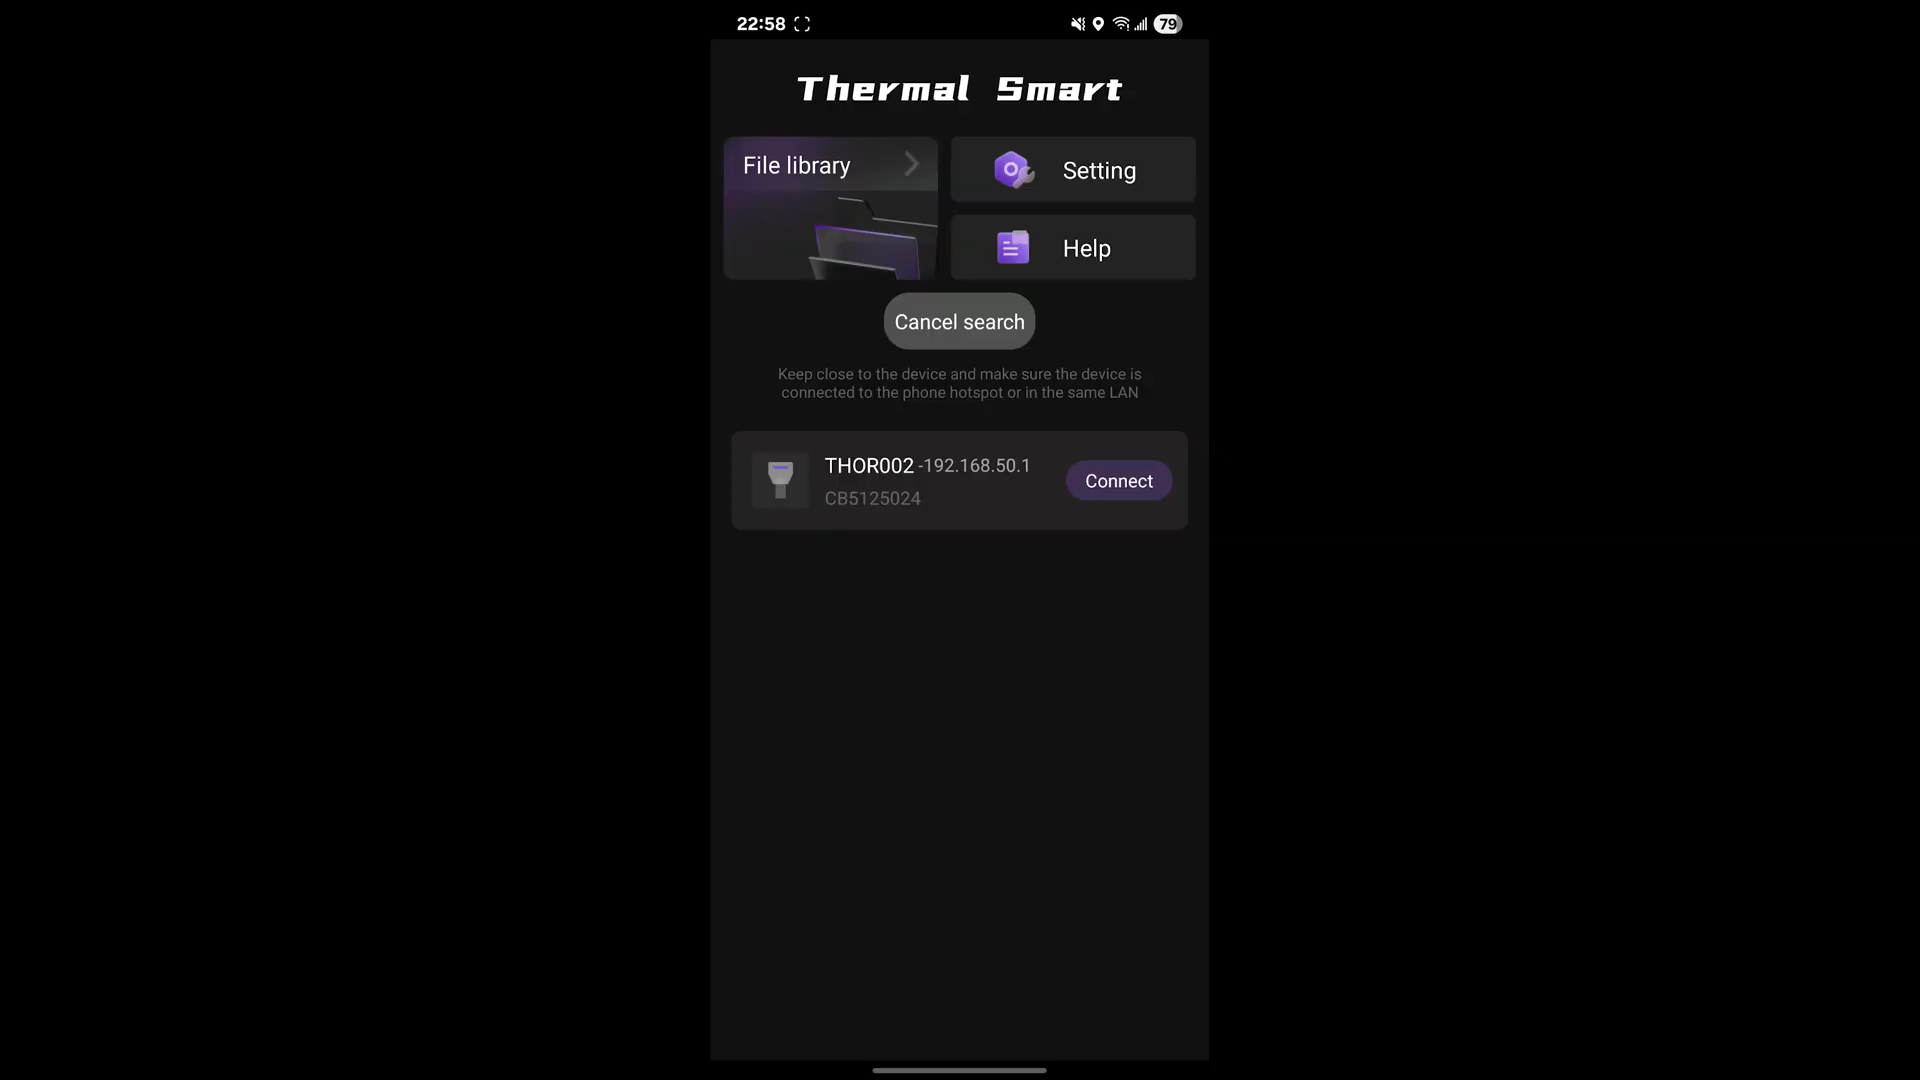 22:58
79
Thermal Smart
File library
Setting
Help
Cancel search
Keep close to the device and make sure the device is
connected to the phone hotspot or in the same LAN
THOR002 -192.168.50.1
Connect
CB5125024